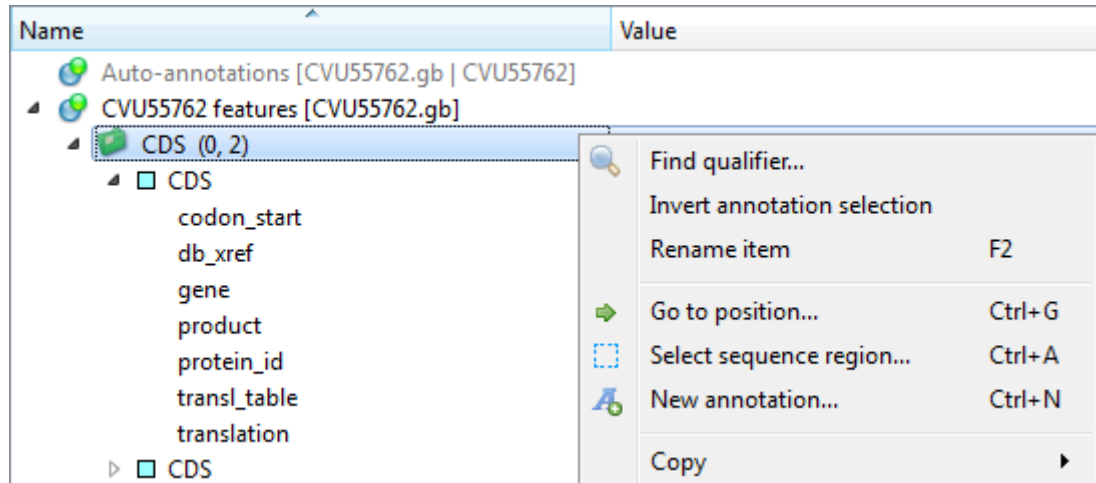 Name Value
Auto-annotations [CVU55762.gb | CVU55762]
CVU55762 features [CVU55762.gb]
CDS (0, 2)
CDS
codon_start
db_xref
gene
product
protein_id
transl_table
translation
CDS
Find qualifier...
Invert annotation selection
Rename item F2
Go to position... Ctrl+G
Select sequence region... Ctrl+A
New annotation... Ctrl+N
Copy